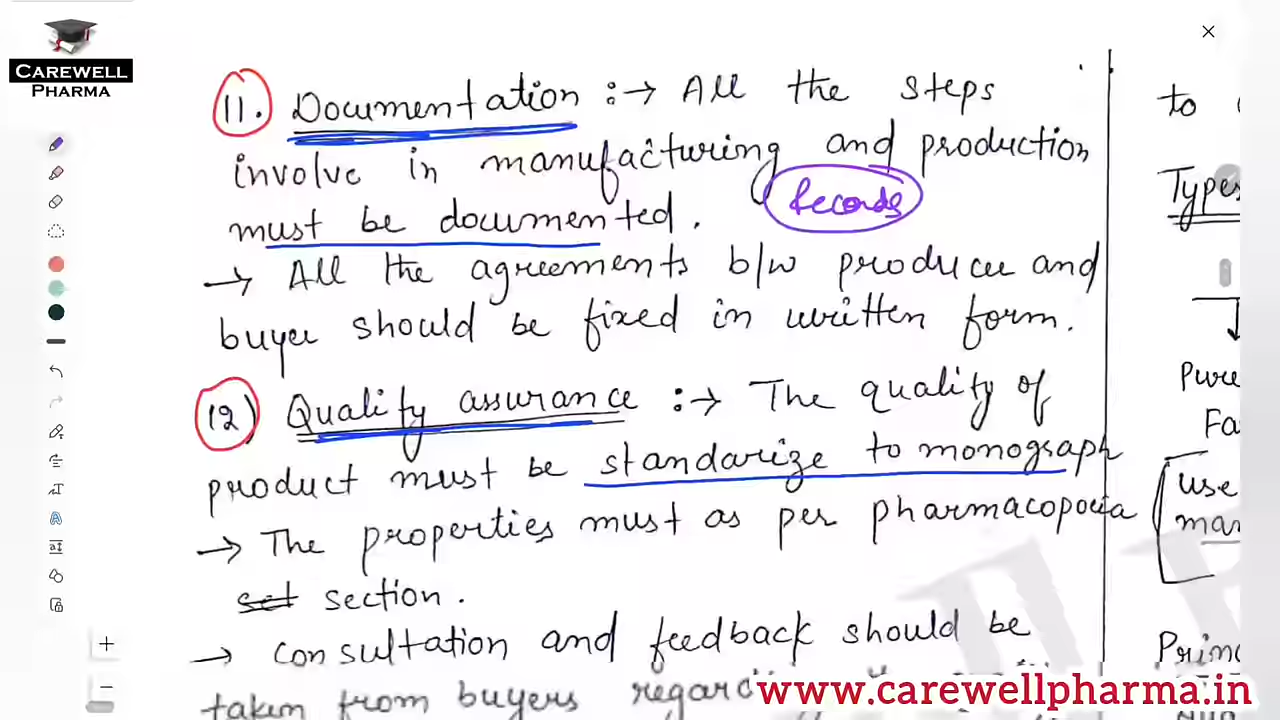 CAREWELL
PHARMA
11. Documentation :→ All the steps
involve in manufacturing and production
must be documented. Records
→ All the agreements b/w producer and
buyer should be fixed in written form.
12) Quality assurance :→ The quality of
product must be standarize to monograph
→ The properties must as per pharmacopoeia
set section.
→ Consultation and feedback should be
taken from buyers
to
Types
Pure
Fa
use
mar
Princ
www.carewellpharma.in